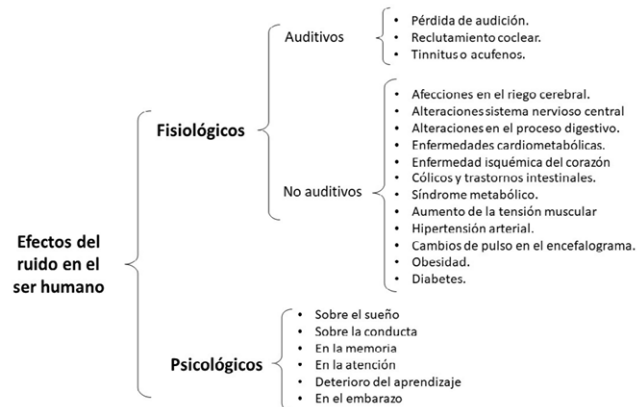 Efectos del
ruido en el
ser humano
Fisiológicos
Auditivos
• Pérdida de audición.
• Reclutamiento coclear.
• Tinnitus o acufenos.
No auditivos
• Afecciones en el riego cerebral.
• Alteraciones sistema nervioso central
• Alteraciones en el proceso digestivo.
• Enfermedades cardiometabólicas.
• Enfermedad isquémica del corazón
• Cólicos y trastornos intestinales.
• Síndrome metabólico.
• Aumento de la tensión muscular
• Hipertensión arterial.
• Cambios de pulso en el encefalograma.
• Obesidad.
• Diabetes.
Psicológicos
• Sobre el sueño
• Sobre la conducta
• En la memoria
• En la atención
• Deterioro del aprendizaje
• En el embarazo